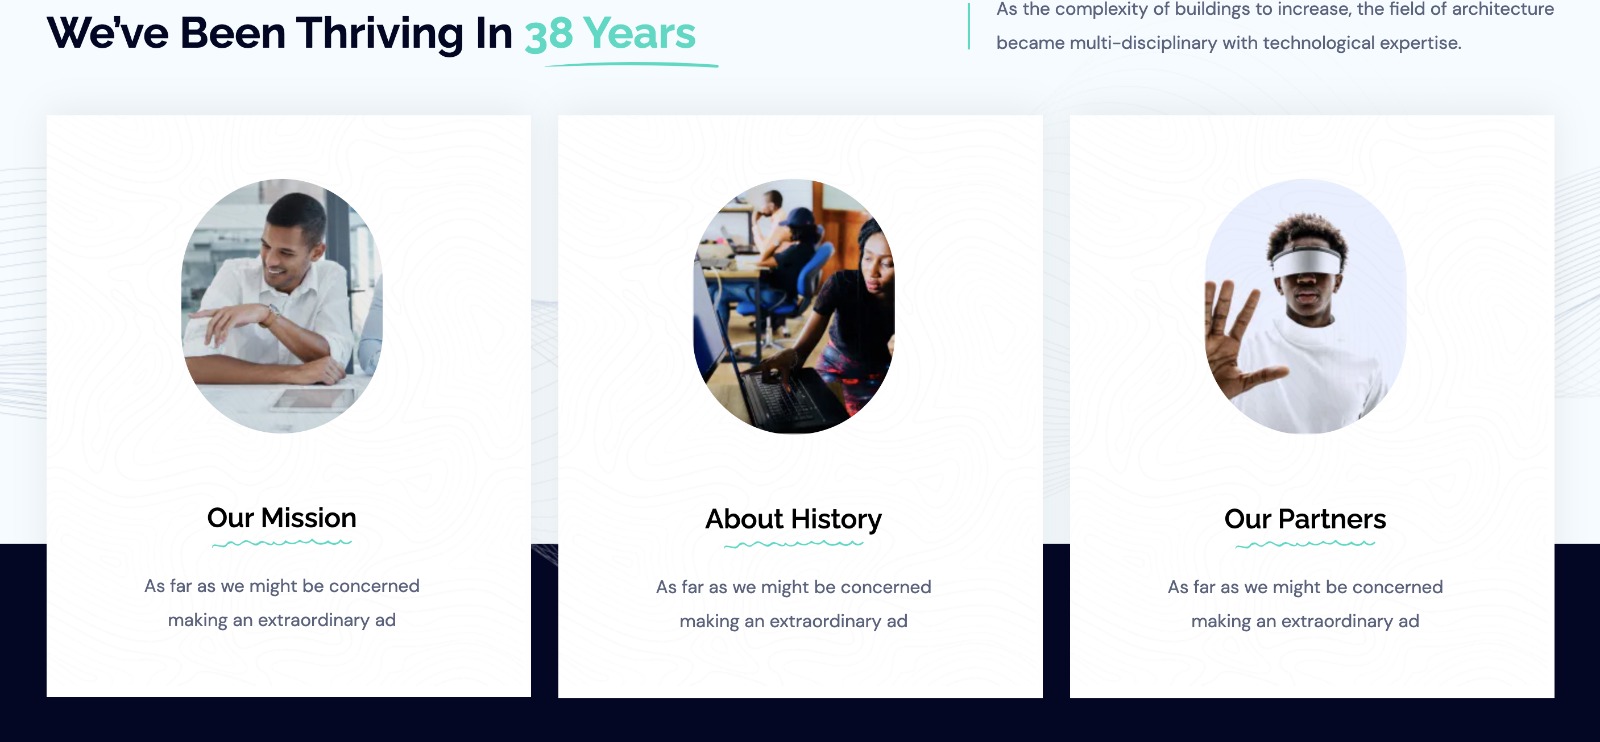 We've Been Thriving In 38 Years
As the complexity of buildings to increase, the field of architecture
became multi-disciplinary with technological expertise.
Our Mission
As far as we might be concerned
making an extraordinary ad
About History
As far as we might be concerned
making an extraordinary ad
Our Partners
As far as we might be concerned
making an extraordinary ad